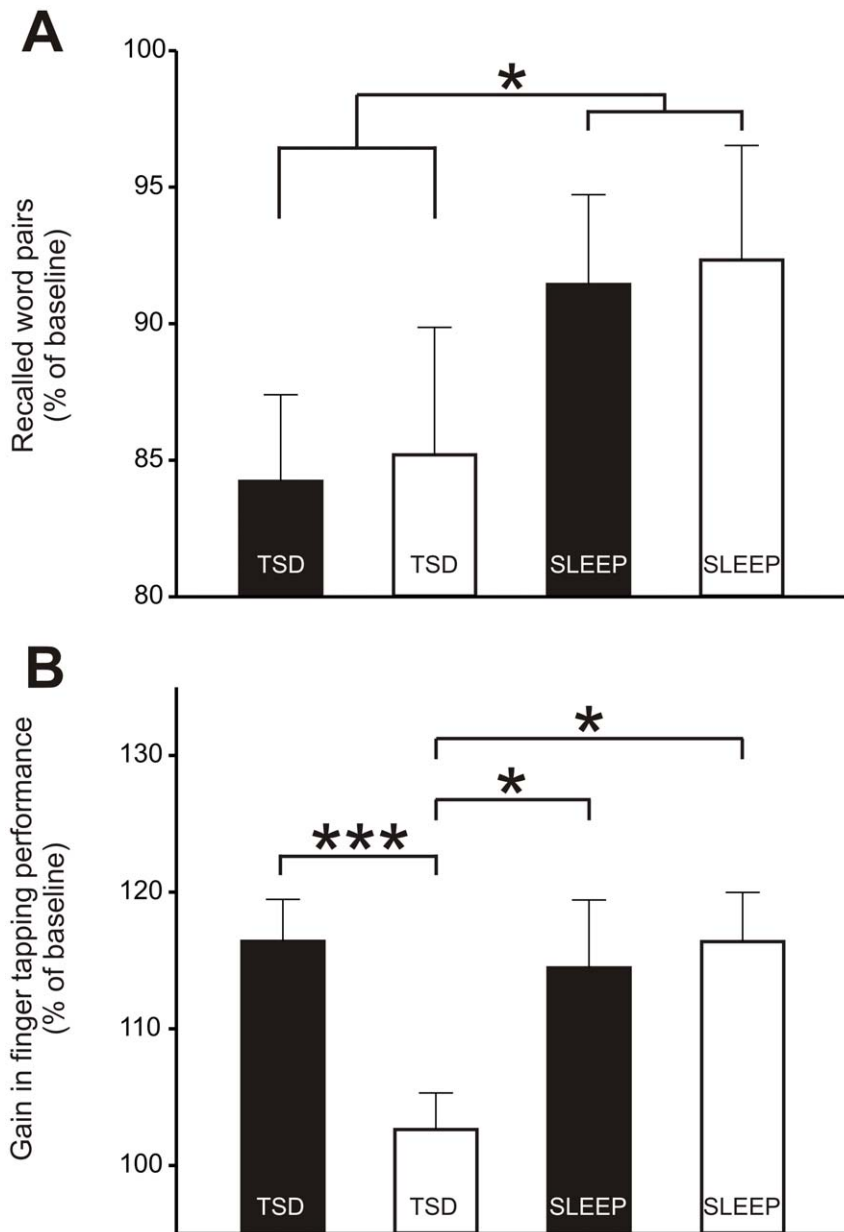 A
100
*
95
90
85
80
Recalled word pairs
(% of baseline)
TSD
TSD
SLEEP
SLEEP
B
130
120
110
100
Gain in finger tapping performance
(% of baseline)
*
*
***
TSD
TSD
SLEEP
SLEEP